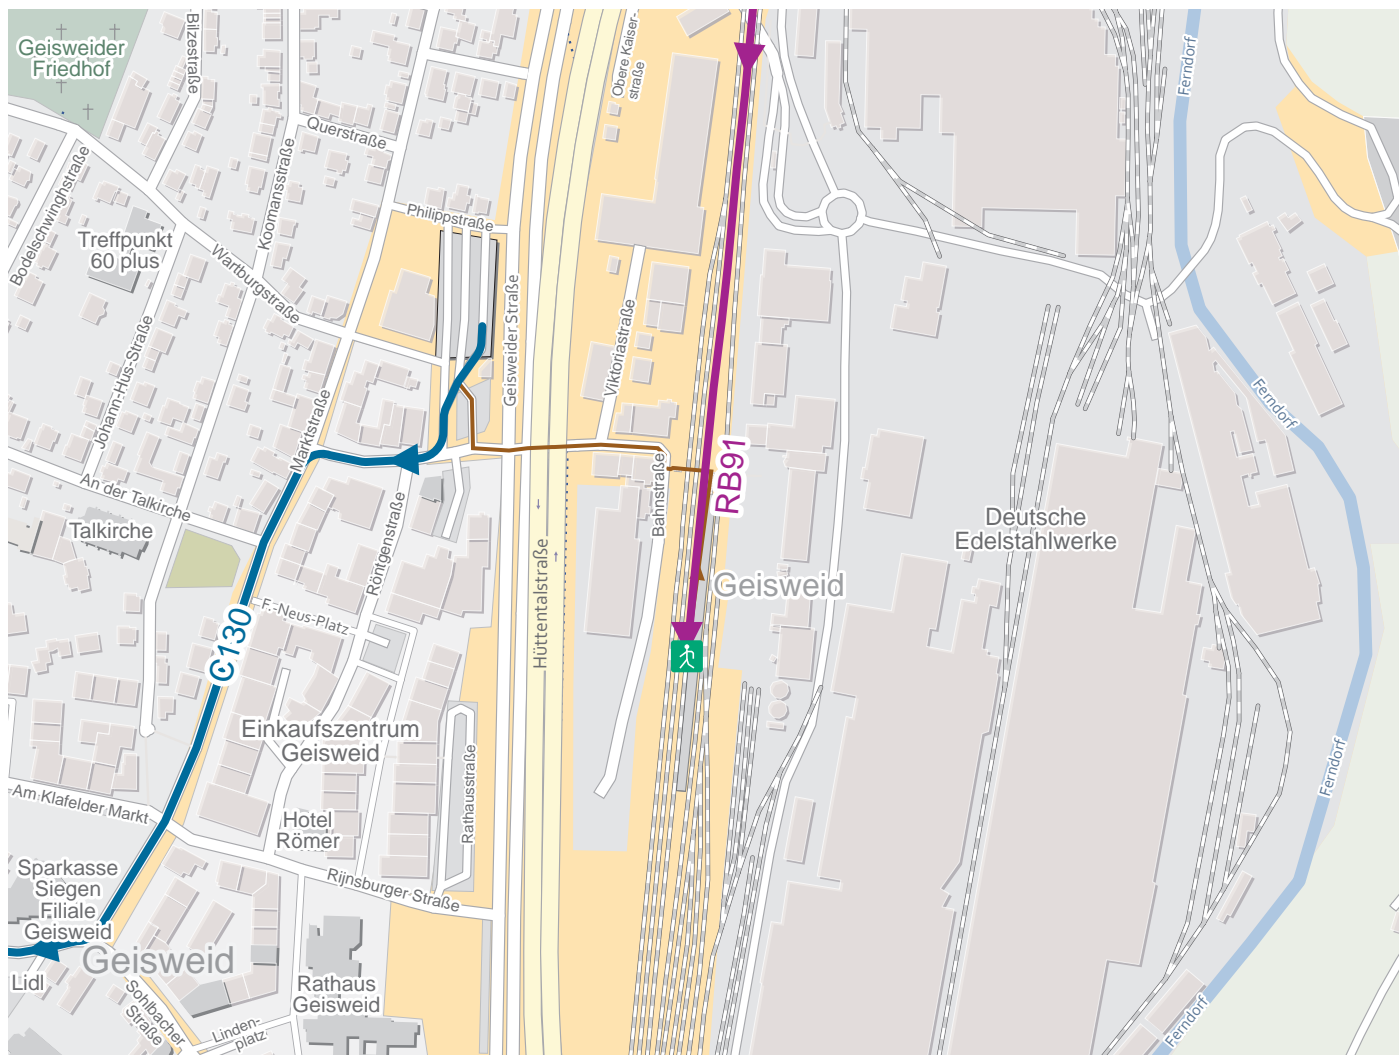 Geisweider
Friedhof
Bilzestraße
Obere Kaiser-
straße
Ferndorf
Querstraße
Koomansstraße
Bodelschwinghstraße
Philippstraße
Treffpunkt
60 plus
Wartburgstraße
Johann-Hus-Straße
Geisweider Straße
Viktoriastraße
Ferndorf
Marktstraße
An der Talkirche
Talkirche
Röntgenstraße
Bahnstraße
RB91
Deutsche
Edelstahlwerke
Hüttentalstraße
Geisweid
F.-Neus-Platz
C130
Einkaufszentrum
Geisweid
Rathausstraße
Ferndorf
Am Klafelder Markt
Hotel
Römer
Rijnsburger Straße
Sparkasse
Siegen
Filiale
Geisweid
Geisweid
Lidl
Sohlbacher
Straße
Linden-
platz
Rathaus
Geisweid
Ferndorf